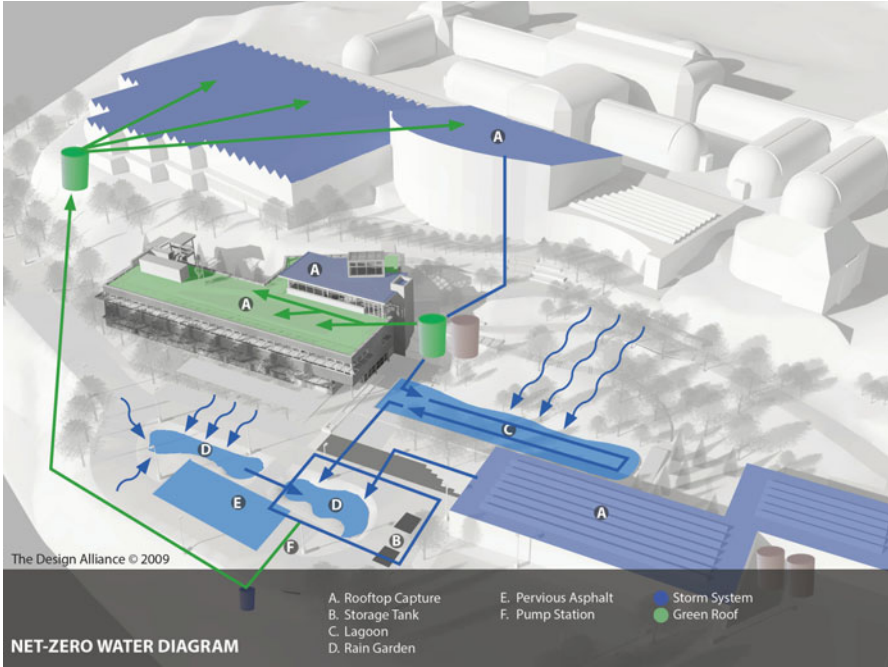 A
A
A
C
D
E
D
A
B
F
The Design Alliance © 2009
A. Rooftop Capture
B. Storage Tank
C. Lagoon
D. Rain Garden
E. Pervious Asphalt
F. Pump Station
Storm System
Green Roof
NET-ZERO WATER DIAGRAM